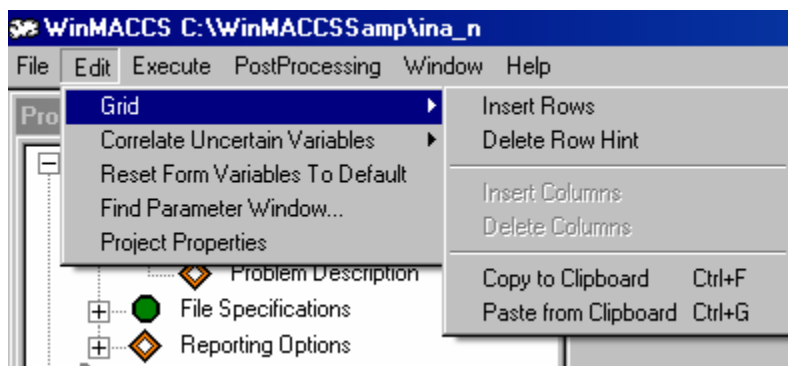 WinMACCS C:\WinMACCSSamp\ina_n
File Edit Execute PostProcessing Window Help
Pro
Grid
Correlate Uncertain Variables
Reset Form Variables To Default
Find Parameter Window...
Project Properties
Insert Rows
Delete Row Hint
Insert Columns
Delete Columns
Copy to Clipboard Ctrl+F
Paste from Clipboard Ctrl+G
Problem Description
File Specifications
Reporting Options